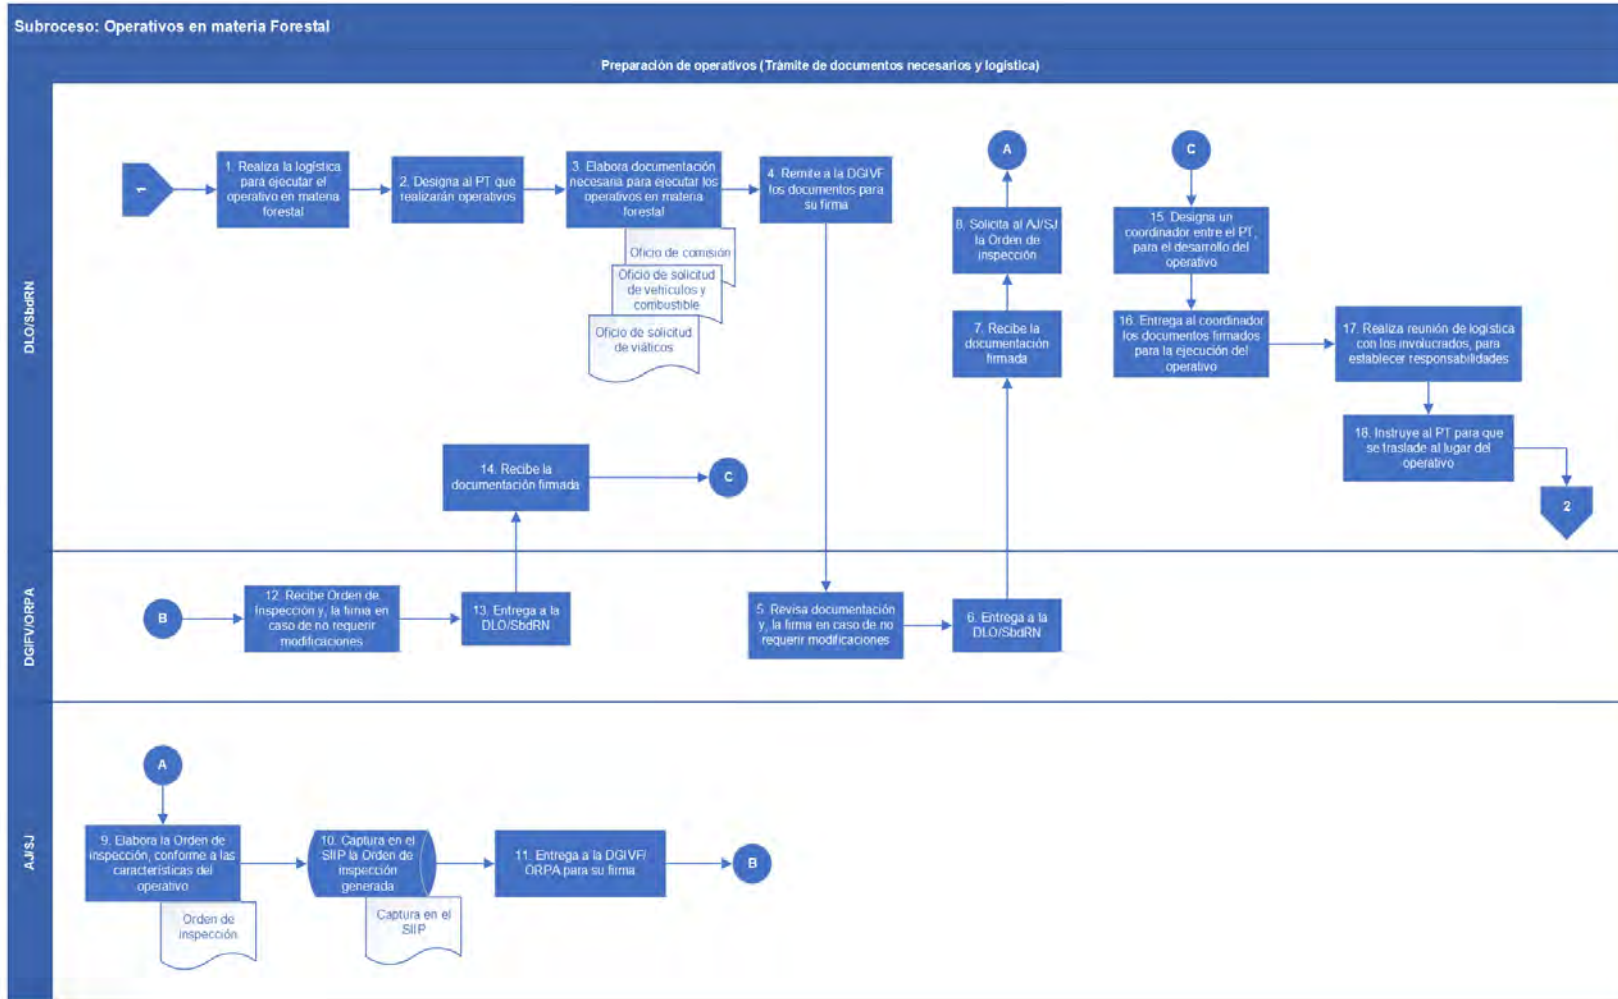 Subroceso: Operativos en materia Forestal
Preparación de operativos (Trámite de documentos necesarios y logística)
DLO/SbdRN
1
1. Realiza la logística
para ejecutar el
operativo en materia
forestal
2. Designa al PT que
realizarán operativos
3. Elabora documentación
necesaria para ejecutar los
operativos en materia
forestal
Oficio de comisión
Oficio de solicitud
de vehículos y
combustible
Oficio de solicitud
de viáticos
4. Remite a la DGIVF
los documentos para
su firma
A
8. Solicita al AJ/SJ
la Orden de
inspección
7. Recibe la
documentación
firmada
C
15. Designa un
coordinador entre el PT,
para el desarrollo del
operativo
16. Entrega al coordinador
los documentos firmados
para la ejecución del
operativo
17. Realiza reunión de logística
con los involucrados, para
establecer responsabilidades
18. Instruye al PT para que
se traslade al lugar del
operativo
2
14. Recibe la
documentación firmada
C
DGIFV/ORPA
B
12. Recibe Orden de
Inspección y, la firma en
caso de no requerir
modificaciones
13. Entrega a la
DLO/SbdRN
5. Revisa documentación
y, la firma en caso de no
requerir modificaciones
6. Entrega a la
DLO/SbdRN
AJ/SJ
A
9. Elabora la Orden de
inspección, conforme a las
características del
operativo
Orden de
inspección
10. Captura en el
SIIP la Orden de
inspección
generada
Captura en el
SIIP
11. Entrega a la DGIVF/
ORPA para su firma
B